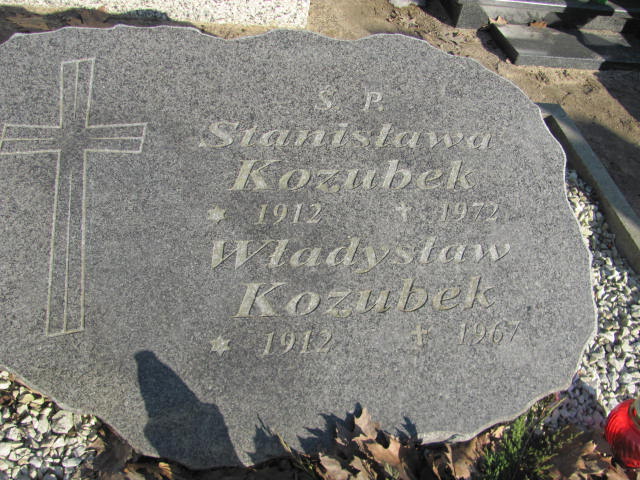 Ś. P.
Stanisława
Kozubek
* 1912 † 1972
Władysław
Kozubek
* 1912 † 1967